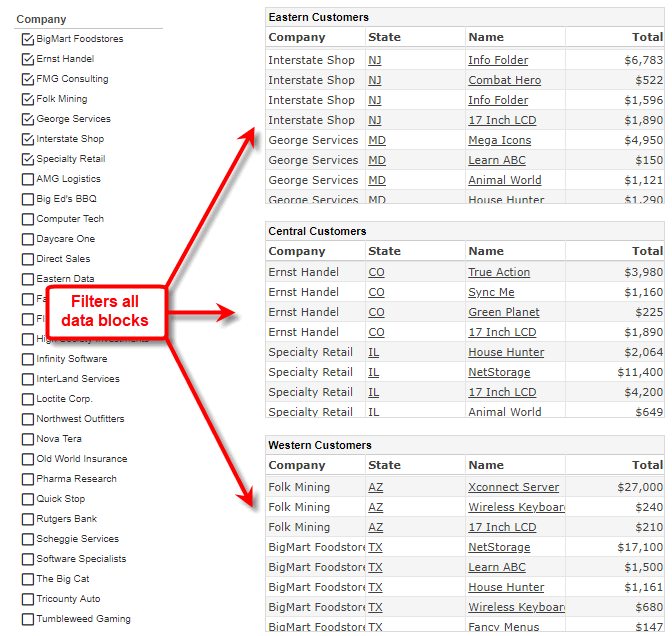 Company
BigMart Foodstores
Ernst Handel
FMG Consulting
Folk Mining
George Services
Interstate Shop
Specialty Retail
AMG Logistics
Big Ed's BBQ
Computer Tech
Daycare One
Direct Sales
Eastern Data
Infinity Software
InterLand Services
Loctite Corp.
Northwest Outfitters
Nova Tera
Old World Insurance
Pharma Research
Quick Stop
Rutgers Bank
Scheggie Services
Software Specialists
The Big Cat
Tricounty Auto
Tumbleweed Gaming
Filters all
data blocks
Eastern Customers
Company State Name Total
Interstate Shop NJ Info Folder $6,783
Interstate Shop NJ Combat Hero $522
Interstate Shop NJ Info Folder $1,596
Interstate Shop NJ 17 Inch LCD $1,890
George Services MD Mega Icons $4,950
George Services MD Learn ABC $150
George Services MD Animal World $1,121
George Services MD House Hunter $1,290
Central Customers
Company State Name Total
Ernst Handel CO True Action $3,980
Ernst Handel CO Sync Me $1,160
Ernst Handel CO Green Planet $225
Ernst Handel CO 17 Inch LCD $1,890
Specialty Retail IL House Hunter $2,064
Specialty Retail IL NetStorage $11,400
Specialty Retail IL 17 Inch LCD $4,200
Specialty Retail IL Animal World $649
Western Customers
Company State Name Total
Folk Mining AZ Xconnect Server $27,000
Folk Mining AZ Wireless Keyboar $240
Folk Mining AZ 17 Inch LCD $210
BigMart Foodstore TX NetStorage $17,100
BigMart Foodstore TX Learn ABC $1,500
BigMart Foodstore TX House Hunter $1,161
BigMart Foodstore TX Wireless Keyboar $680
BigMart Foodstore TX Fancy Menus $147